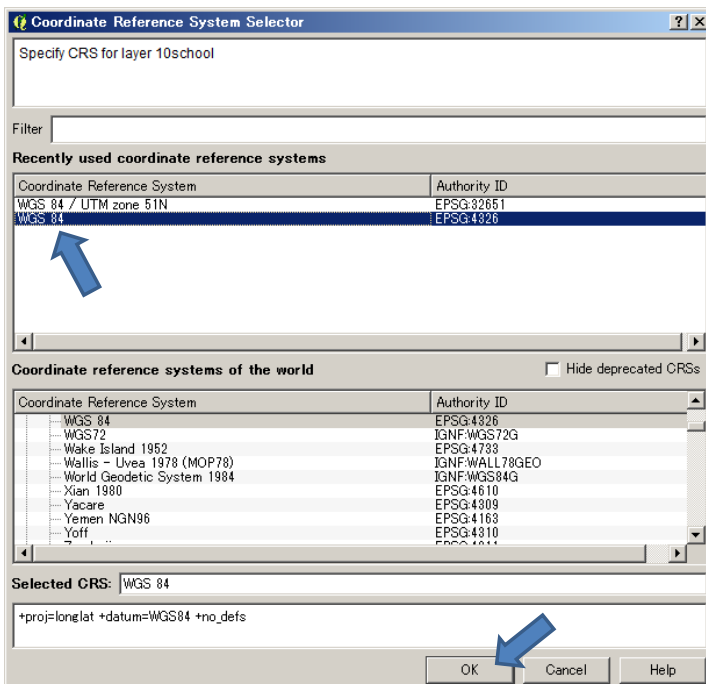 Coordinate Reference System Selector
Specify CRS for layer 10school
Filter
Recently used coordinate reference systems
Coordinate Reference System Authority ID
WGS 84 / UTM zone 51N EPSG:32651
WGS 84 EPSG:4326
Coordinate reference systems of the world Hide deprecated CRSs
Coordinate Reference System Authority ID
WGS 84 EPSG:4326
WGS72 IGNF:WGS72G
Wake Island 1952 EPSG:4733
Wallis - Uvea 1978 (MOP78) IGNF:WALL78GEO
World Geodetic System 1984 IGNF:WGS84G
Xian 1980 EPSG:4610
Yacare EPSG:4309
Yemen NGN96 EPSG:4163
Yoff EPSG:4310
Selected CRS: WGS 84
+proj=longlat +datum=WGS84 +no_defs
OK Cancel Help